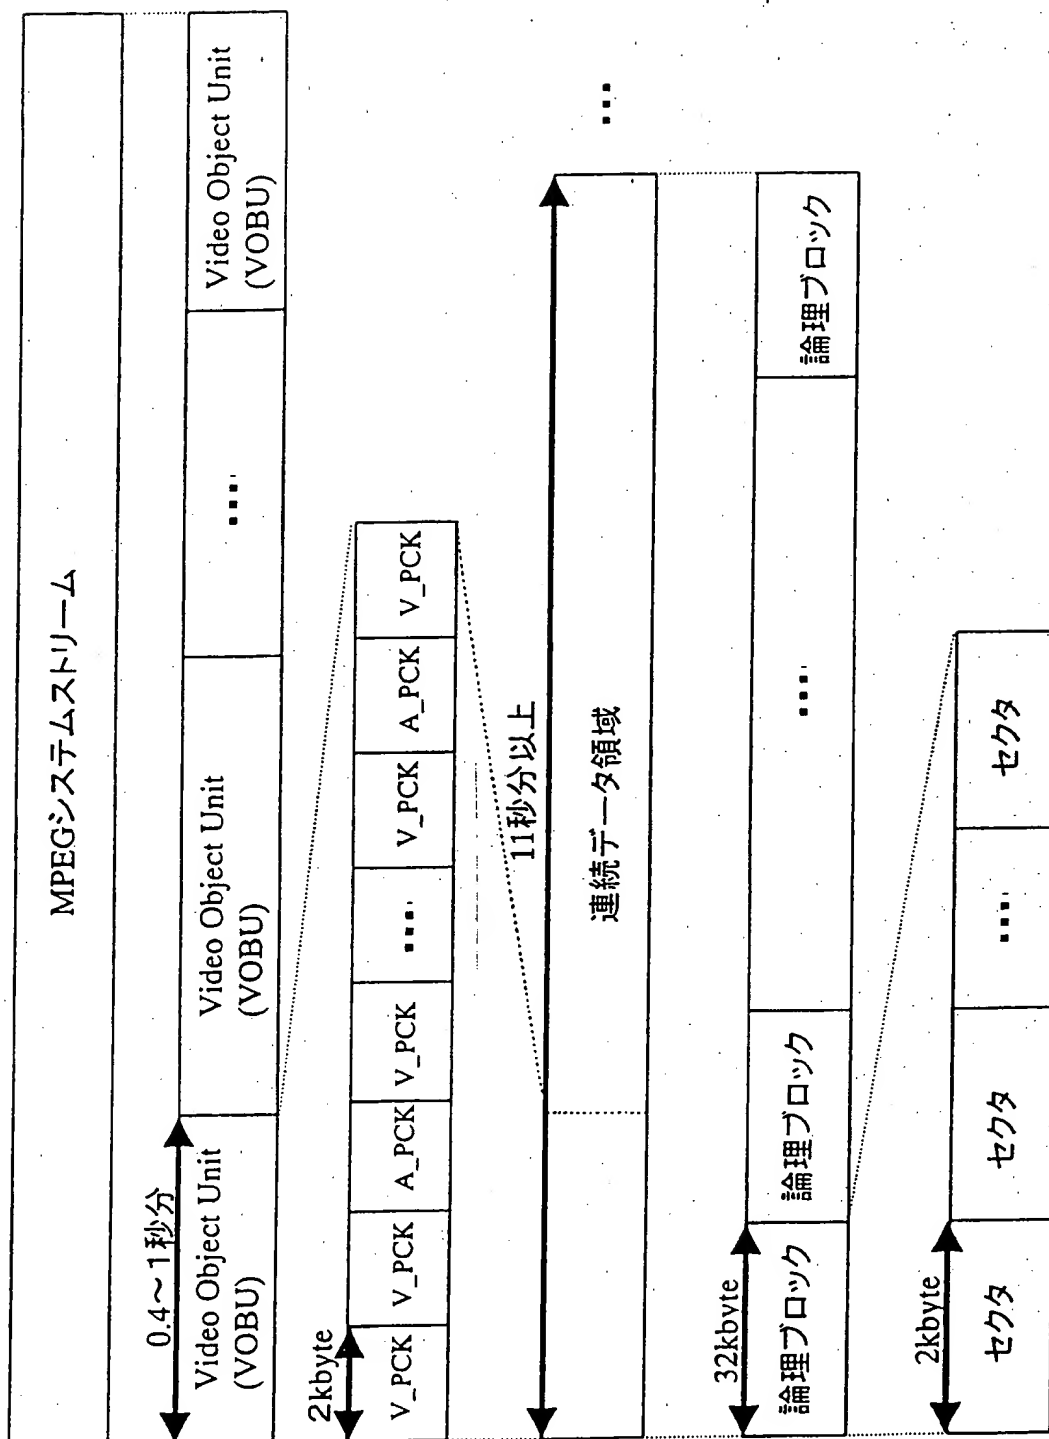 MPEGシステムストリーム
0.4～1秒分
Video Object Unit
(VOBU)
Video Object Unit
(VOBU)
....
Video Object Unit
(VOBU)
2kbyte
V_PCK
V_PCK
A_PCK
V_PCK
....
V_PCK
A_PCK
V_PCK
11秒分以上
連続データ領域
...
32kbyte
論理ブロック
論理ブロック
....
論理ブロック
2kbyte
セクタ
セクタ
....
セクタ